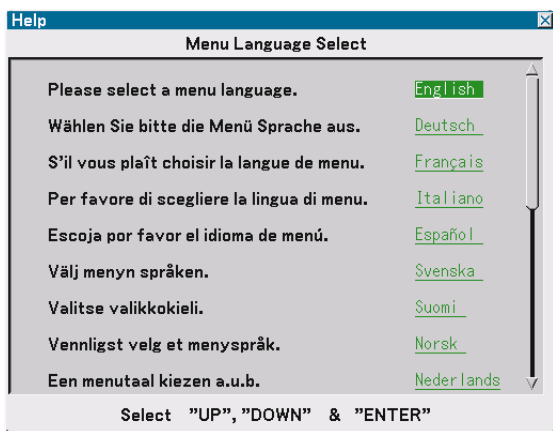 Help
Menu Language Select
Please select a menu language. English
Wählen Sie bitte die Menü Sprache aus. Deutsch
S'il vous plaît choisir la langue de menu. Français
Per favore di scegliere la lingua di menu. Italiano
Escoja por favor el idioma de menú. Español
Välj menyn språken. Svenska
Valitse valikkokieli. Suomi
Vennligst velg et menyspråk. Norsk
Een menutaal kiezen a.u.b. Nederlands
Select "UP", "DOWN" & "ENTER"